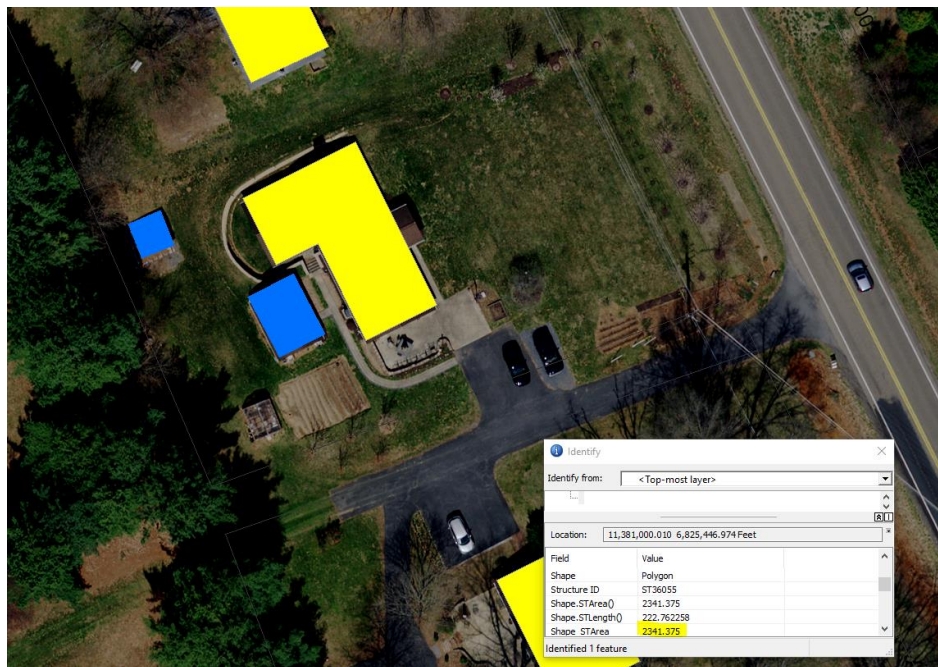 00
Identify
Identify from: <Top-most layer>
Location: 11,381,000.010 6,825,446.974 Feet
Field Value
Shape Polygon
Structure ID ST36055
Shape.STArea() 2341.375
Shape.STLength() 222.762258
Shape_STArea 2341.375
Identified 1 feature